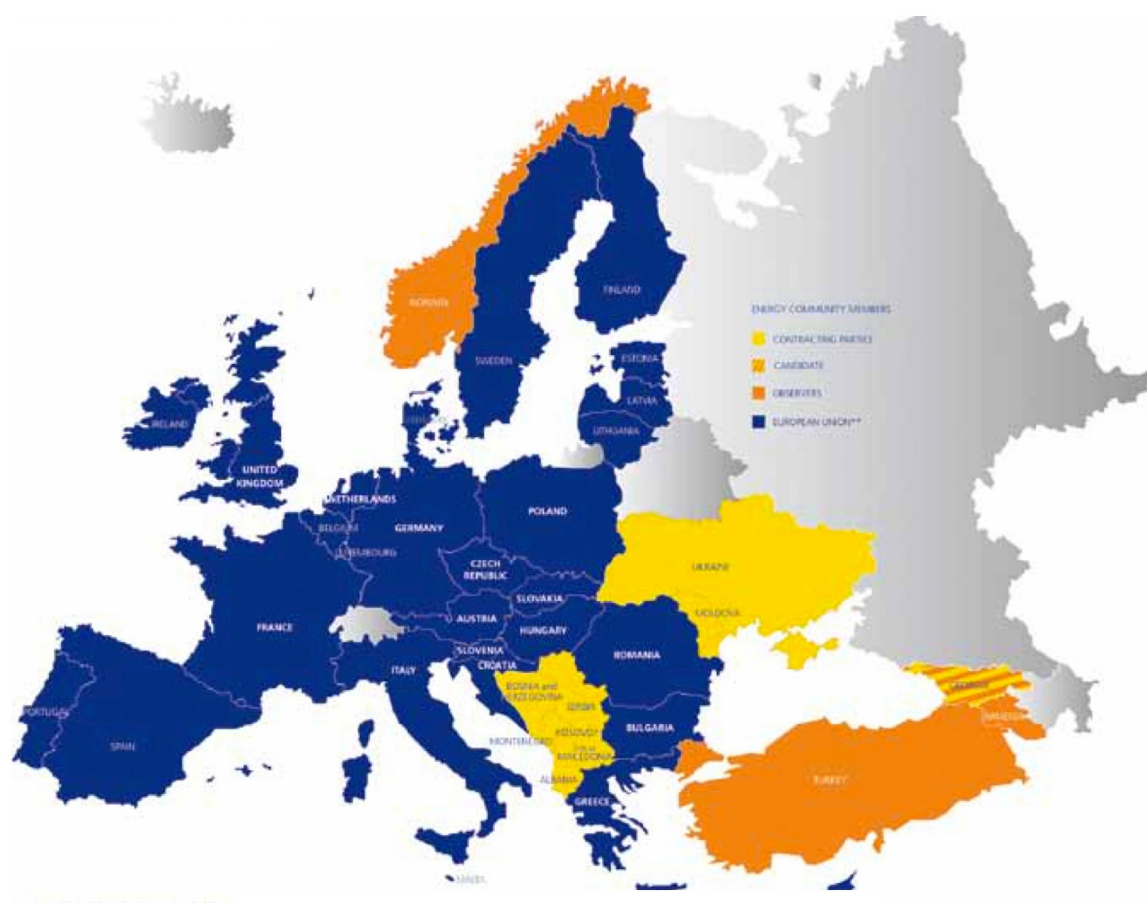 NORWAY
FINLAND
SWEDEN
ENERGY COMMUNITY MEMBERS
CONTRACTING PARTIES
CANDIDATE
OBSERVERS
EUROPEAN UNION**
ESTONIA
LATVIA
LITHUANIA
IRELAND
UNITED
KINGDOM
NETHERLANDS
BELGIUM
LUXEMBOURG
GERMANY
POLAND
CZECH
REPUBLIC
SLOVAKIA
UKRAINE
MOLDOVA
FRANCE
AUSTRIA
HUNGARY
SLOVENIA
CROATIA
ITALY
ROMANIA
BOSNIA and
HERZEGOVINA
SERBIA
GEORGIA
ARMENIA
PORTUGAL
SPAIN
BULGARIA
MONTENEGRO
KOSOVO*
MACEDONIA
ALBANIA
GREECE
TURKEY
MALTA